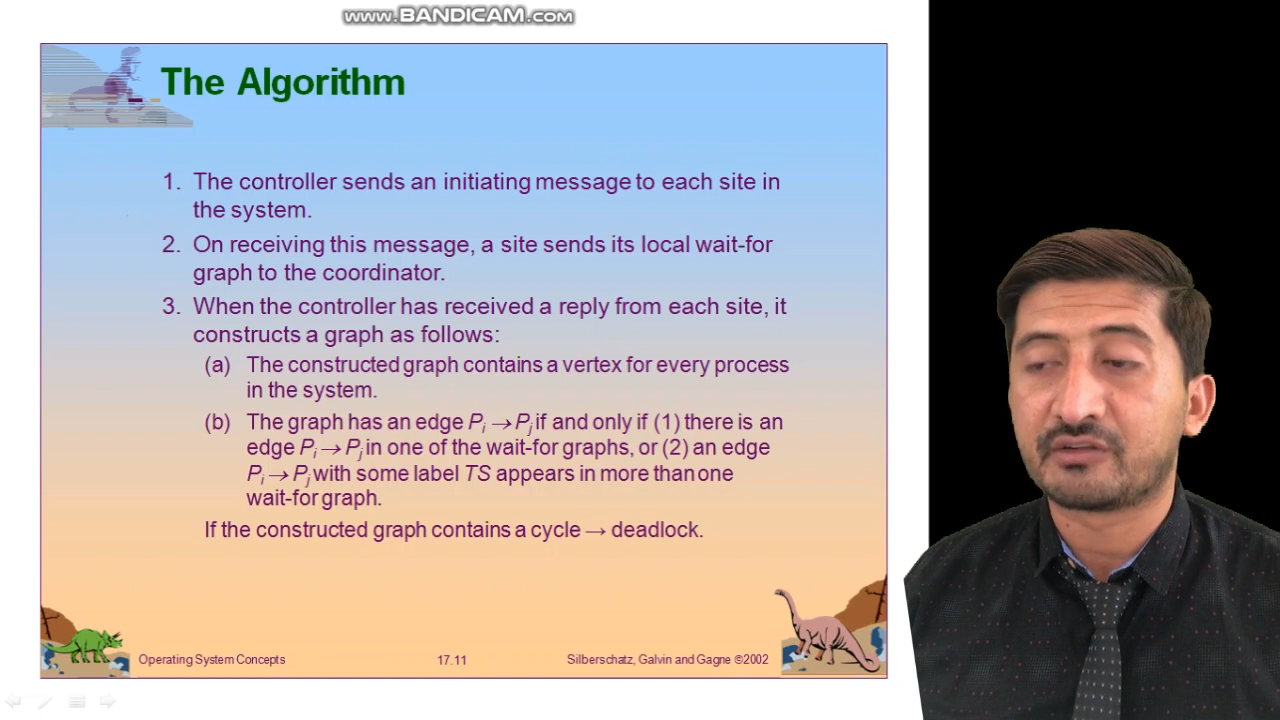 www.BANDICAM.com
The Algorithm
1. The controller sends an initiating message to each site in
the system.
2. On receiving this message, a site sends its local wait-for
graph to the coordinator.
3. When the controller has received a reply from each site, it
constructs a graph as follows:
(a) The constructed graph contains a vertex for every process
in the system.
(b) The graph has an edge Pi → Pj if and only if (1) there is an
edge Pi → Pj in one of the wait-for graphs, or (2) an edge
Pi → Pj with some label TS appears in more than one
wait-for graph.
If the constructed graph contains a cycle → deadlock.
Operating System Concepts
17.11
Silberschatz, Galvin and Gagne ©2002